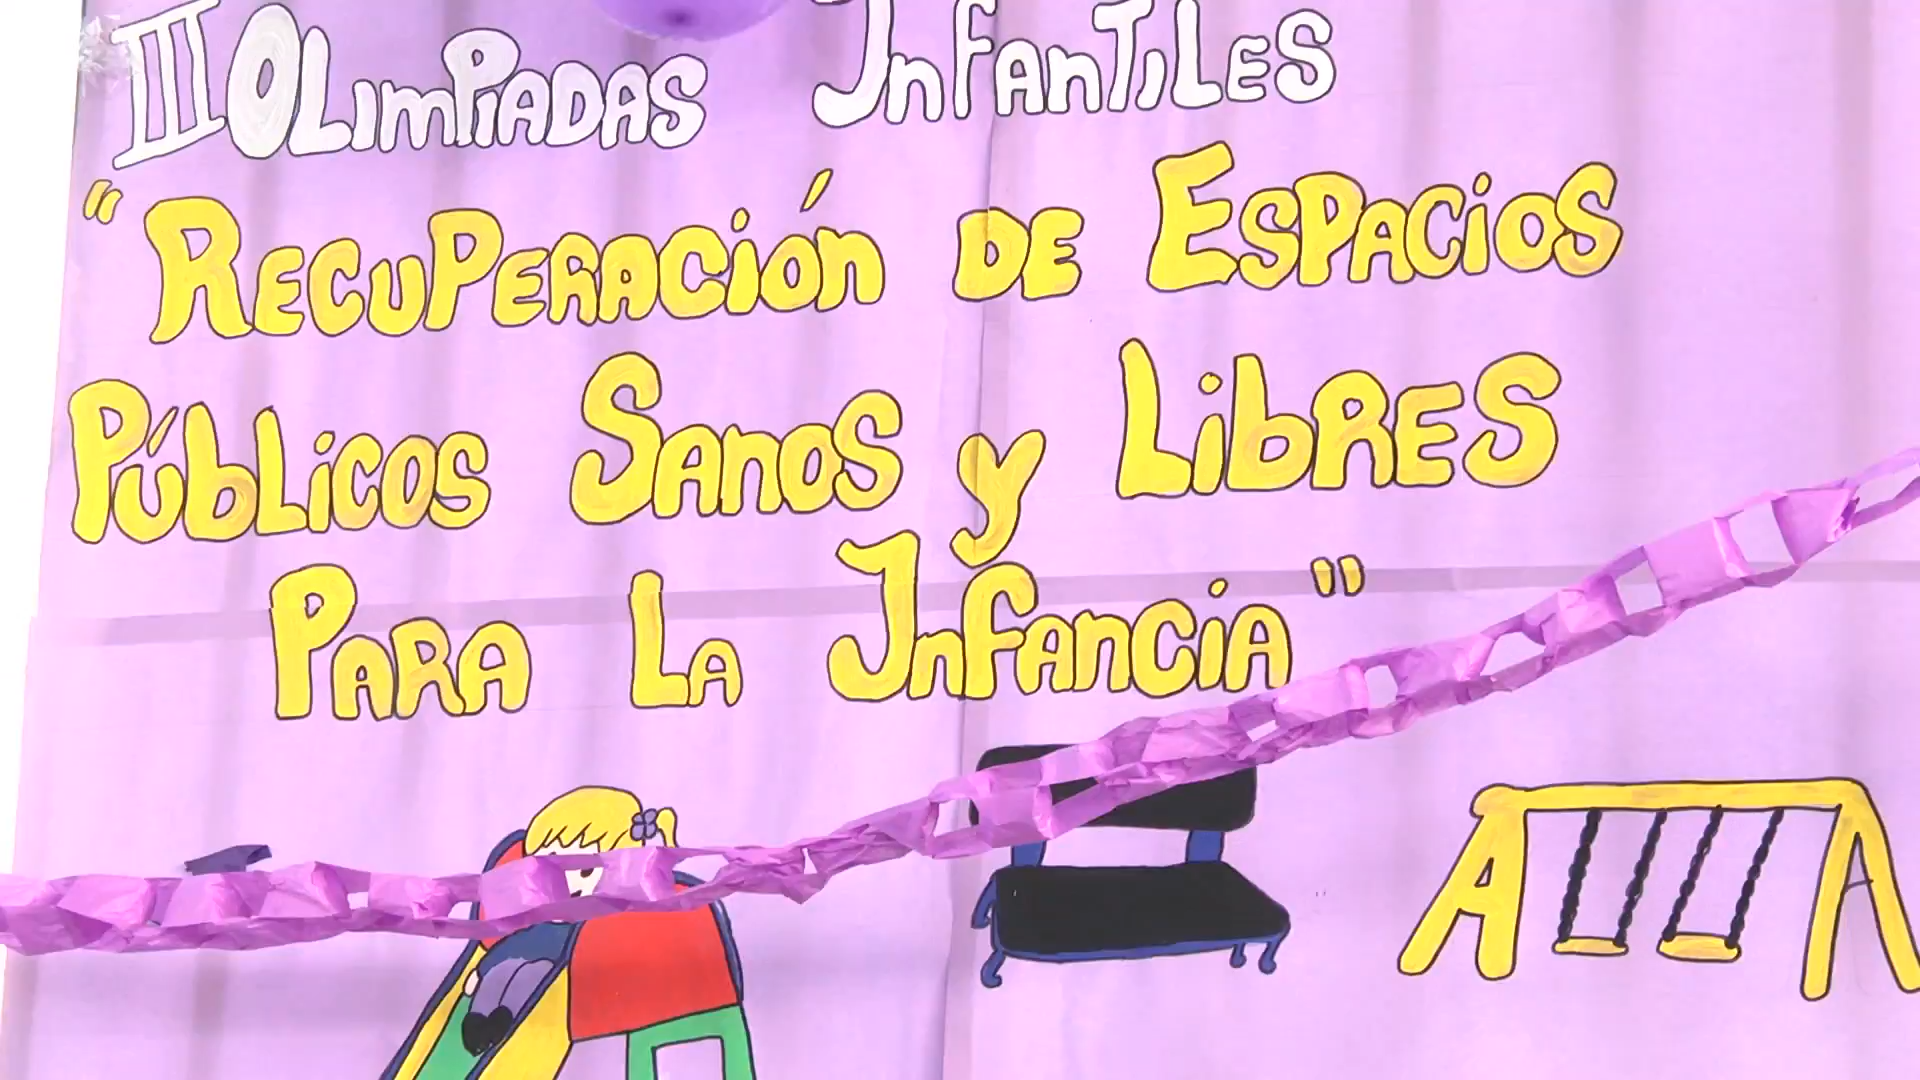 III OLimPiADAS InFanTiLES
“RECUPERACIÓn DE ESPACiOS
PÚbLiCOS SAnOS y LibRES
PARA LA InFanCiA”